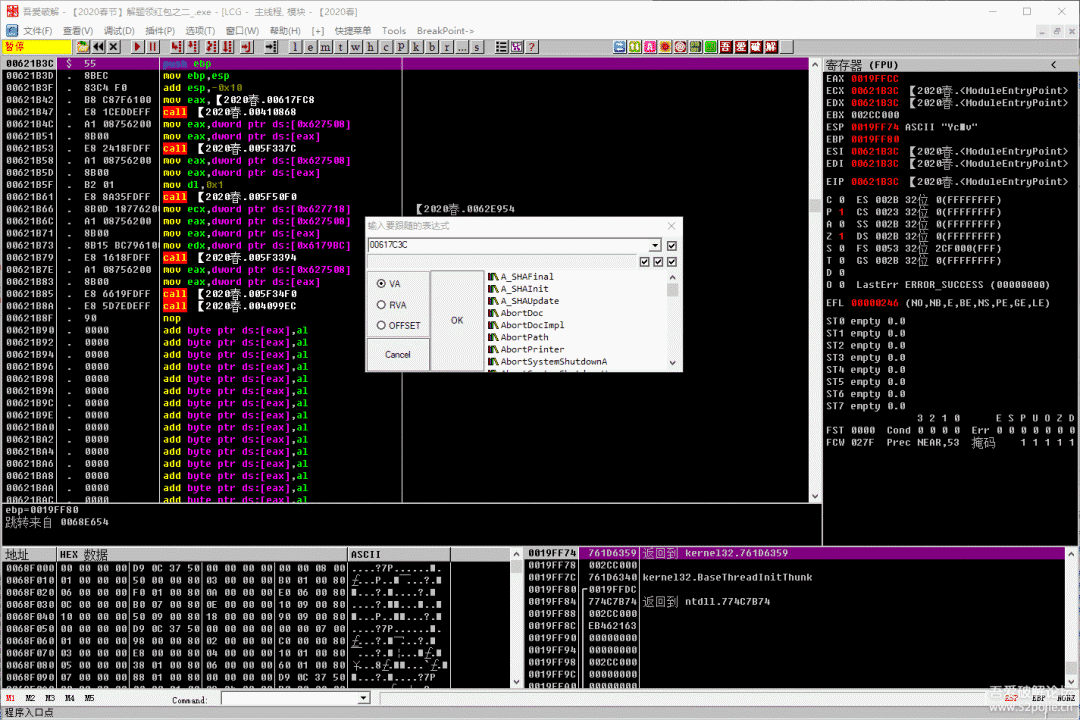 吾爱破解 - 【2020春节】解题领红包之二_.exe - [LCG - 主线程, 模块 - 【2020春]
文件(F) 查看(V) 调试(D) 插件(P) 选项(T) 窗口(W) 帮助(H) [+] 快捷菜单 Tools BreakPoint->
暂停
l e m t w h c p k b r ... s
?
吾 爱 破 解
00621B3C $ 55 push ebp
00621B3D . 8BEC mov ebp,esp
00621B3F . 83C4 F0 add esp,-0x10
00621B42 . B8 C87F6100 mov eax,【2020春.00617FC8
00621B47 . E8 1CEDDEFF call 【2020春.00410868
00621B4C . A1 08756200 mov eax,dword ptr ds:[0x627508]
00621B51 . 8B00 mov eax,dword ptr ds:[eax]
00621B53 . E8 2418FDFF call 【2020春.005F337C
00621B58 . A1 08756200 mov eax,dword ptr ds:[0x627508]
00621B5D . 8B00 mov eax,dword ptr ds:[eax]
00621B5F . B2 01 mov dl,0x1
00621B61 . E8 8A35FDFF call 【2020春.005F50F0
00621B66 . 8B0D 1877620 mov ecx,dword ptr ds:[0x627718] 【2020春.0062E954
00621B6C . A1 08756200 mov eax,dword ptr ds:[0x627508]
00621B71 . 8B00 mov eax,dword ptr ds:[eax]
00621B73 . 8B15 BC79610 mov edx,dword ptr ds:[0x6179BC]
00621B79 . E8 1618FDFF call 【2020春.005F3394
00621B7E . A1 08756200 mov eax,dword ptr ds:[0x627508]
00621B83 . 8B00 mov eax,dword ptr ds:[eax]
00621B85 . E8 6619FDFF call 【2020春.005F34F0
00621B8A . E8 5D7EDEFF call 【2020春.004099EC
00621B8F . 90 nop
00621B90 . 0000 add byte ptr ds:[eax],al
00621B92 . 0000 add byte ptr ds:[eax],al
00621B94 . 0000 add byte ptr ds:[eax],al
00621B96 . 0000 add byte ptr ds:[eax],al
00621B98 . 0000 add byte ptr ds:[eax],al
00621B9A . 0000 add byte ptr ds:[eax],al
00621B9C . 0000 add byte ptr ds:[eax],al
00621B9E . 0000 add byte ptr ds:[eax],al
00621BA0 . 0000 add byte ptr ds:[eax],al
00621BA2 . 0000 add byte ptr ds:[eax],al
00621BA4 . 0000 add byte ptr ds:[eax],al
00621BA6 . 0000 add byte ptr ds:[eax],al
00621BA8 . 0000 add byte ptr ds:[eax],al
00621BAA . 0000 add byte ptr ds:[eax],al
00621BAC . 0000 add byte ptr ds:[eax],al
输入要跟随的表达式
00617C3C
VA
RVA
OFFSET
OK
Cancel
A_SHAFinal
A_SHAInit
A_SHAUpdate
AbortDoc
AbortDocImpl
AbortPath
AbortPrinter
AbortSystemShutdownA
寄存器 (FPU) <
EAX 0019FFCC
ECX 00621B3C 【2020春.<ModuleEntryPoint>
EDX 00621B3C 【2020春.<ModuleEntryPoint>
EBX 002CC000
ESP 0019FF74
EBP 0019FF80
ESI 00621B3C 【2020春.<ModuleEntryPoint>
EDI 00621B3C 【2020春.<ModuleEntryPoint>
EIP 00621B3C 【2020春.<ModuleEntryPoint>
C 0 ES 002B 32位 0(FFFFFFFF)
P 1 CS 0023 32位 0(FFFFFFFF)
A 0 SS 002B 32位 0(FFFFFFFF)
Z 1 DS 002B 32位 0(FFFFFFFF)
S 0 FS 0053 32位 2CF000(FFF)
T 0 GS 002B 32位 0(FFFFFFFF)
D 0
O 0 LastErr ERROR_SUCCESS (00000000)
EFL 00000246 (NO,NB,E,BE,NS,PE,GE,LE)
ST0 empty 0.0
ST1 empty 0.0
ST2 empty 0.0
ST3 empty 0.0
ST4 empty 0.0
ST5 empty 0.0
ST6 empty 0.0
ST7 empty 0.0
3 2 1 0 E S P U O Z D
FST 0000 Cond 0 0 0 0 Err 0 0 0 0 0 0 0
FCW 027F Prec NEAR,53 掩码 1 1 1 1 1
ebp=0019FF80
跳转来自 0068E654
地址 HEX 数据 ASCII
0068F000 00 00 00 00 D9 0C 37 50 00 00 00 00 00 00 08 00
0068F010 01 00 00 00 50 00 00 80 03 00 00 00 B0 01 00 80
0068F020 06 00 00 00 F0 01 00 80 0A 00 00 00 E0 06 00 80
0068F030 0C 00 00 00 B0 07 00 80 0E 00 00 00 10 09 00 80
0068F040 10 00 00 00 50 09 00 80 18 00 00 00 90 09 00 80
0068F050 00 00 00 00 D9 0C 37 50 00 00 00 00 00 00 07 00
0068F060 01 00 00 00 98 00 00 80 02 00 00 00 C0 00 00 80
0068F070 03 00 00 00 E8 00 00 80 04 00 00 00 10 01 00 80
0068F080 05 00 00 00 38 01 00 80 06 00 00 00 60 01 00 80
0068F090 07 00 00 00 88 01 00 80 00 00 00 00 D9 0C 37 50
0019FF74 761D6359 返回到 kernel32.761D6359
0019FF78 002CC000
0019FF7C 761D6340 kernel32.BaseThreadInitThunk
0019FF80 0019FFDC
0019FF84 774C7B74 返回到 ntdll.774C7B74
0019FF88 002CC000
0019FF8C EB462163
0019FF90 00000000
0019FF94 00000000
0019FF98 002CC000
0019FF9C 00000000
0019FFA0 00000000
M1 M2 M3 M4 M5 Command: ESP EBP NONE
程序入口点
吾爱破解论坛
www.52pojie.cn